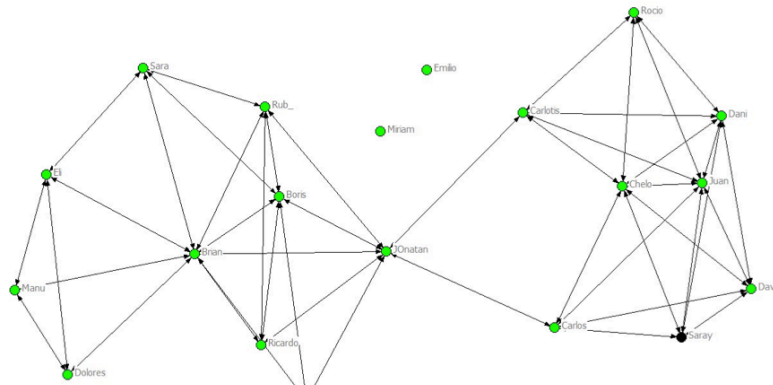 Rocio
Sara
Emilio
Rub_
Carlotis
Dani
Miriam
Eli
Juan
Chelo
Boris
JOnatan
Brian
Manu
Dav
Carlos
Saray
Ricardo
Dolores